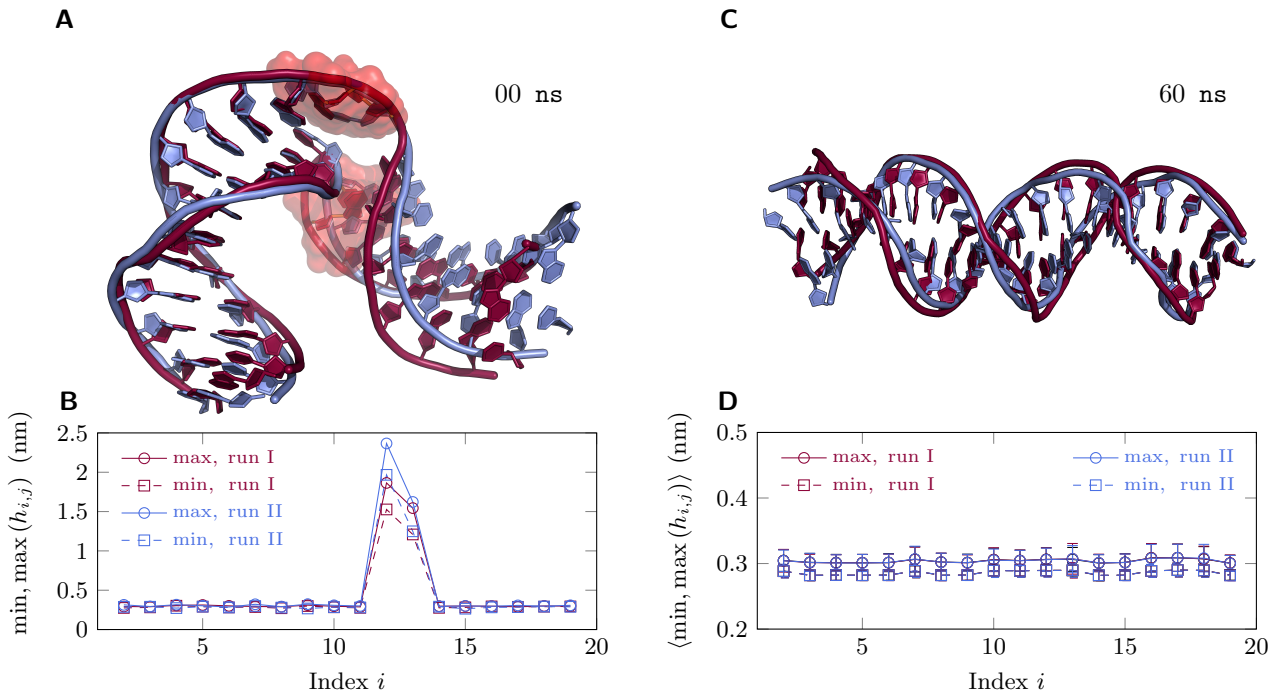 A
00 ns
B
min, max (h_{i,j}) (nm)
2.5
2
1.5
1
0.5
0
max, run I
min, run I
max, run II
min, run II
5
10
15
20
Index i
C
60 ns
D
⟨min, max (h_{i,j})⟩ (nm)
0.5
0.4
0.3
0.2
max, run I
min, run I
max, run II
min, run II
5
10
15
20
Index i